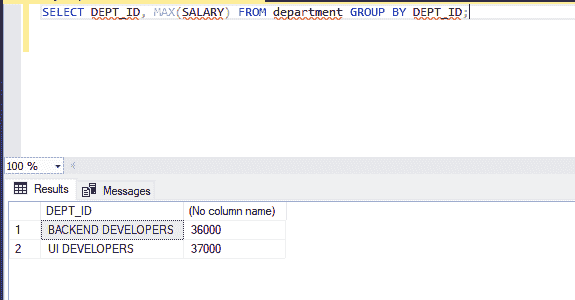 SELECT DEPT_ID, MAX(SALARY) FROM department GROUP BY DEPT_ID;
100 %
Results Messages
DEPT_ID (No column name)
1 BACKEND DEVELOPERS 36000
2 UI DEVELOPERS 37000